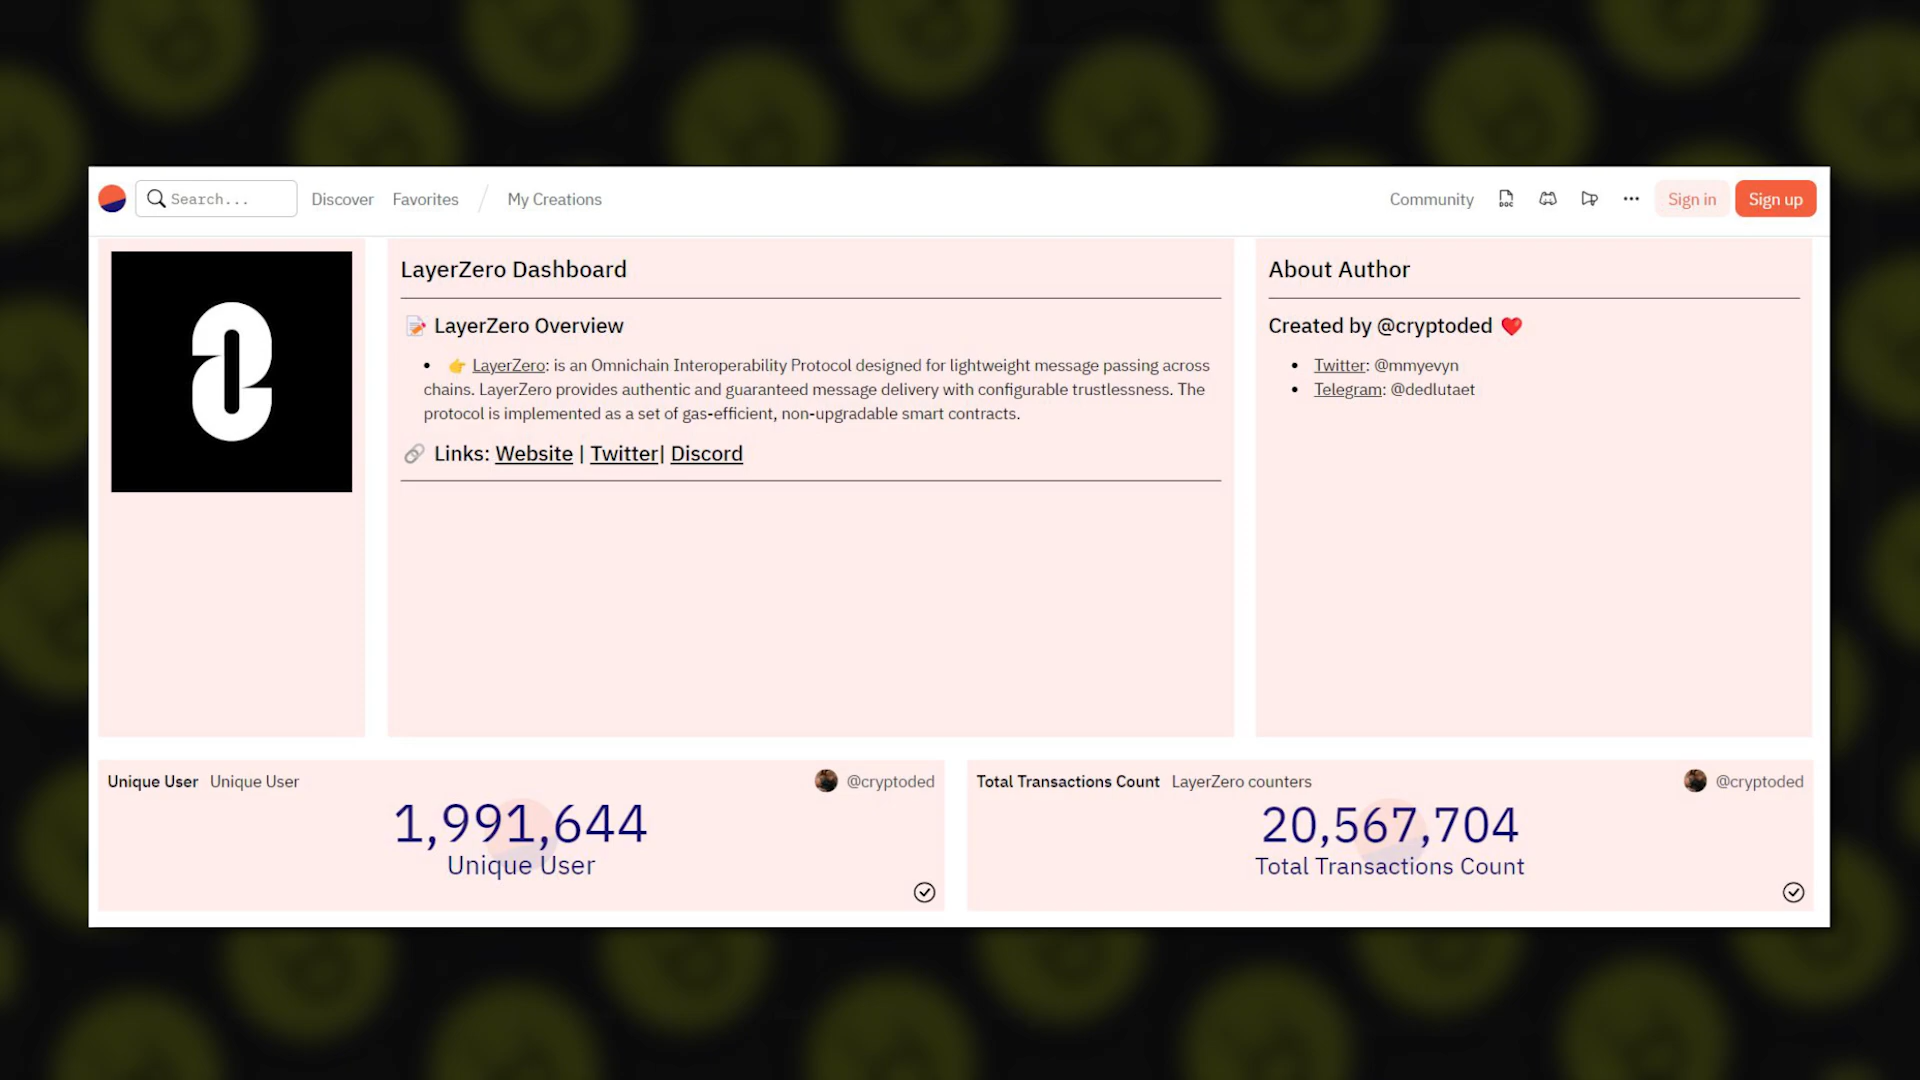 Search... Discover Favorites My Creations Community DOC Sign in Sign up
LayerZero Dashboard
LayerZero Overview
LayerZero: is an Omnichain Interoperability Protocol designed for lightweight message passing across
chains. LayerZero provides authentic and guaranteed message delivery with configurable trustlessness. The
protocol is implemented as a set of gas-efficient, non-upgradable smart contracts.
Links: Website | Twitter| Discord
About Author
Created by @cryptoded
Twitter: @mmyevyn
Telegram: @dedlutaet
Unique User Unique User @cryptoded
1,991,644
Unique User
Total Transactions Count LayerZero counters @cryptoded
20,567,704
Total Transactions Count